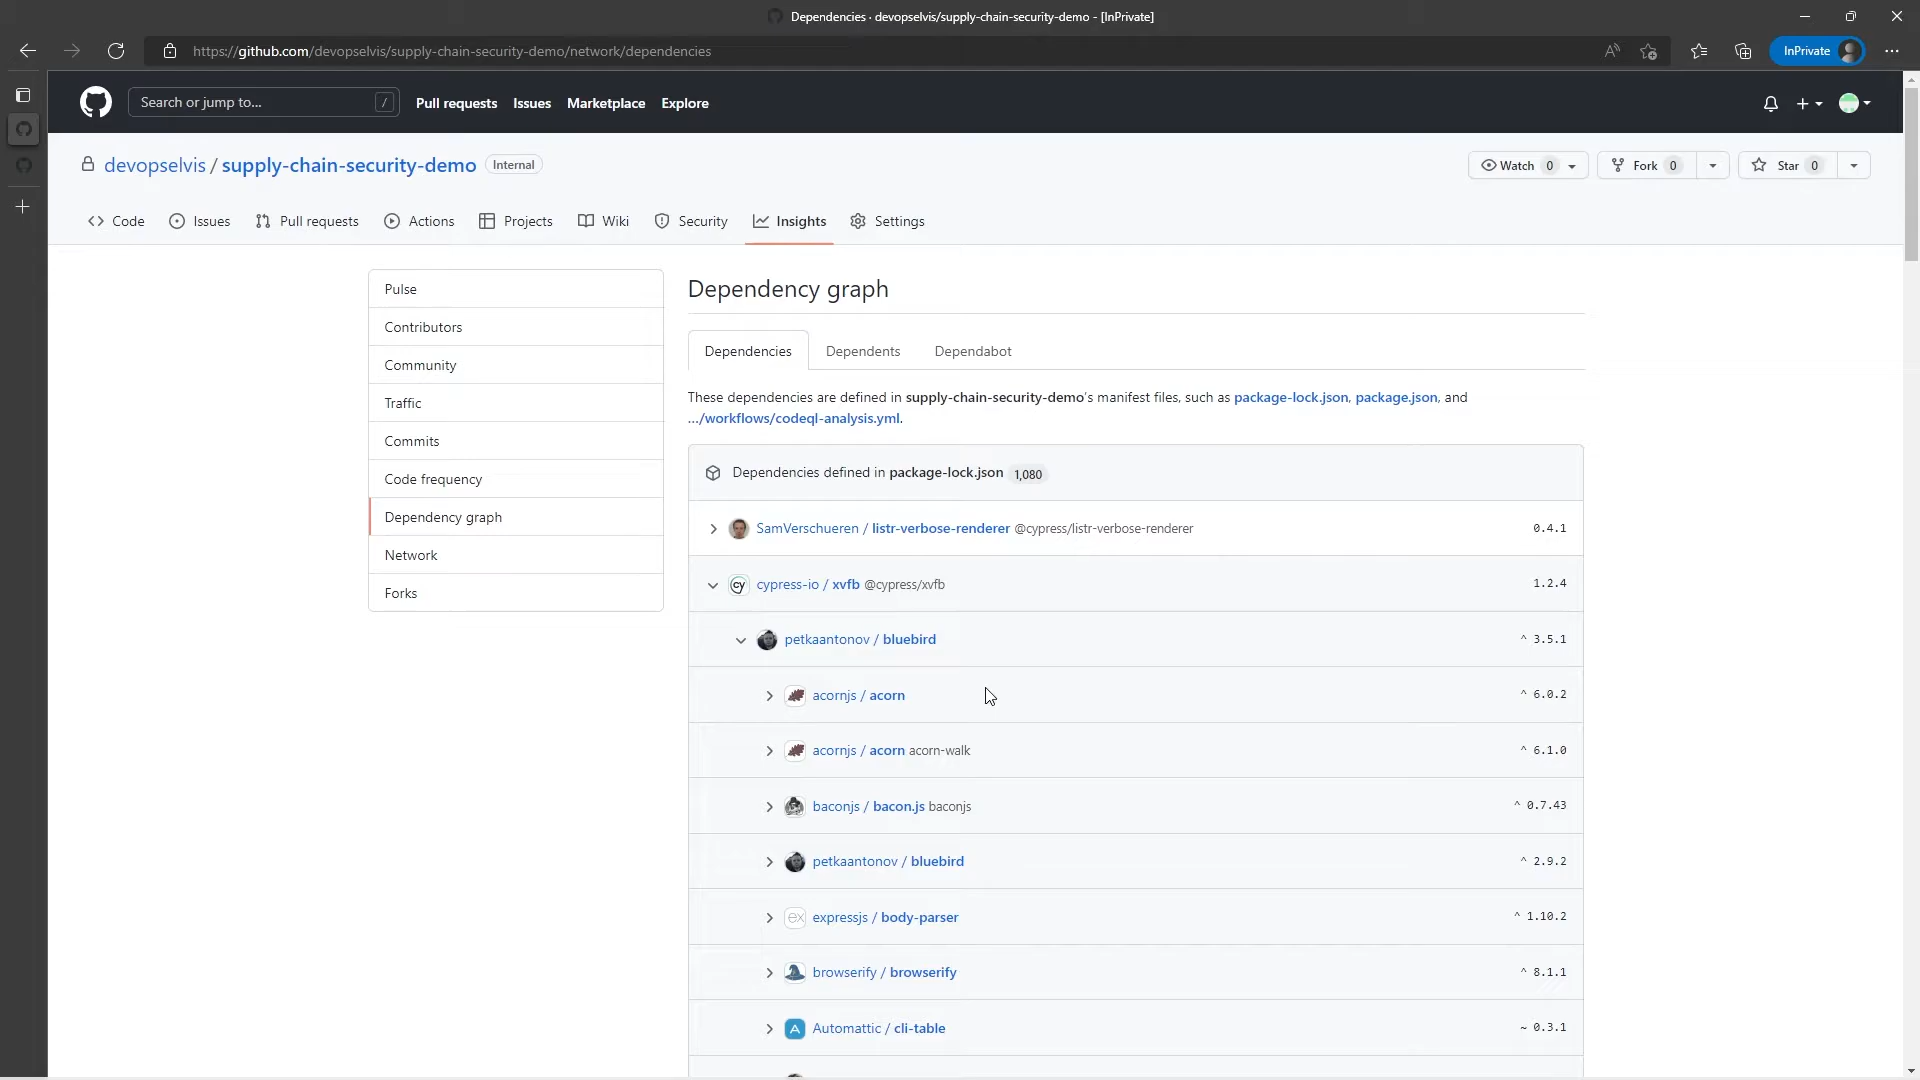 Dependencies · devopselvis/supply-chain-security-demo - [InPrivate]
https://github.com/devopselvis/supply-chain-security-demo/network/dependencies
InPrivate
Search or jump to... /
Pull requests Issues Marketplace Explore
devopselvis / supply-chain-security-demo Internal
Watch 0 Fork 0 Star 0
Code Issues Pull requests Actions Projects Wiki Security Insights Settings
Pulse
Contributors
Community
Traffic
Commits
Code frequency
Dependency graph
Network
Forks
Dependency graph
Dependencies Dependents Dependabot
These dependencies are defined in supply-chain-security-demo's manifest files, such as package-lock.json, package.json, and
…/workflows/codeql-analysis.yml.
Dependencies defined in package-lock.json 1,080
SamVerschueren / listr-verbose-renderer @cypress/listr-verbose-renderer 0.4.1
cy cypress-io / xvfb @cypress/xvfb 1.2.4
petkaantonov / bluebird ^ 3.5.1
acornjs / acorn ^ 6.0.2
acornjs / acorn acorn-walk ^ 6.1.0
baconjs / bacon.js baconjs ^ 0.7.43
petkaantonov / bluebird ^ 2.9.2
ex expressjs / body-parser ^ 1.10.2
browserify / browserify ^ 8.1.1
A Automattic / cli-table ~ 0.3.1